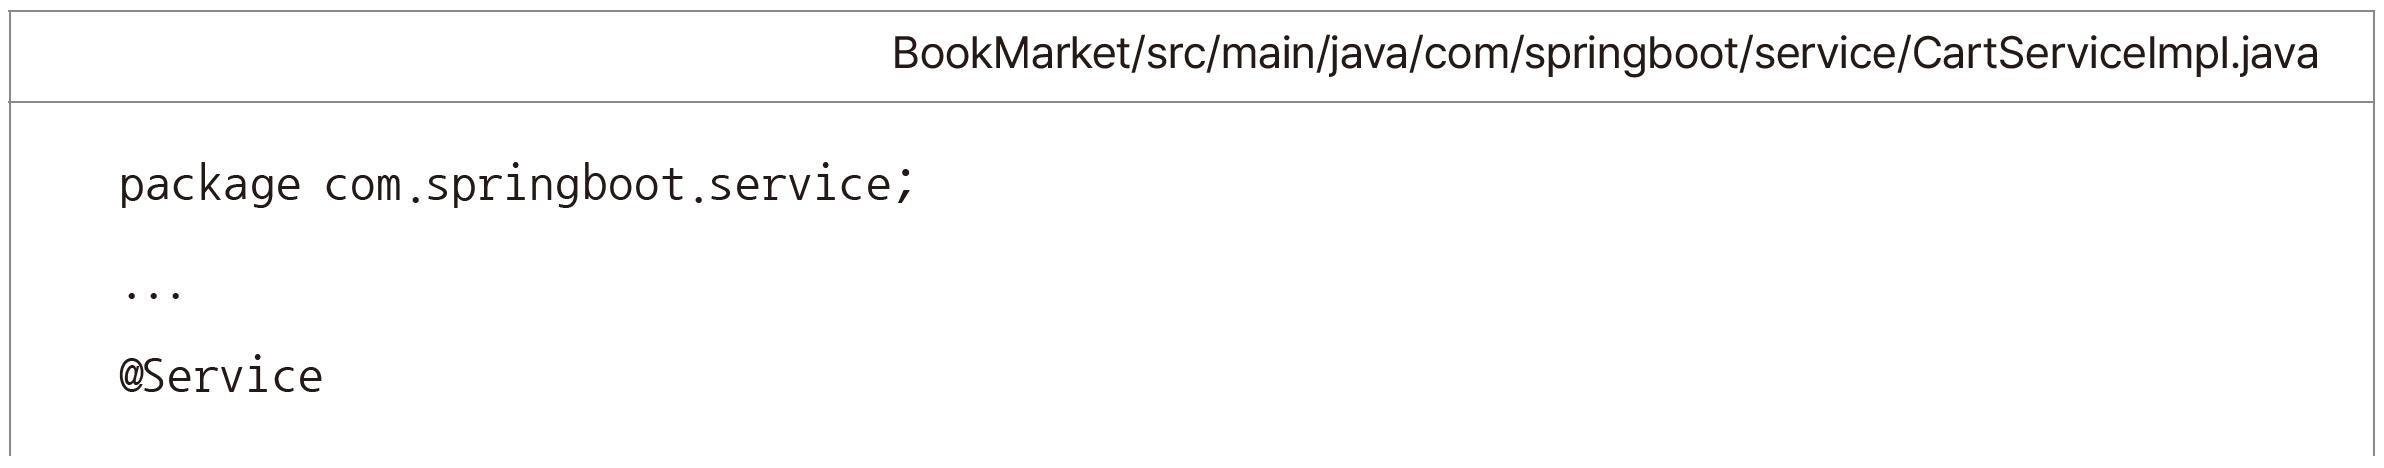 BookMarket/src/main/java/com/springboot/service/CartServiceImpl.java
package com.springboot.service;
...
@Service